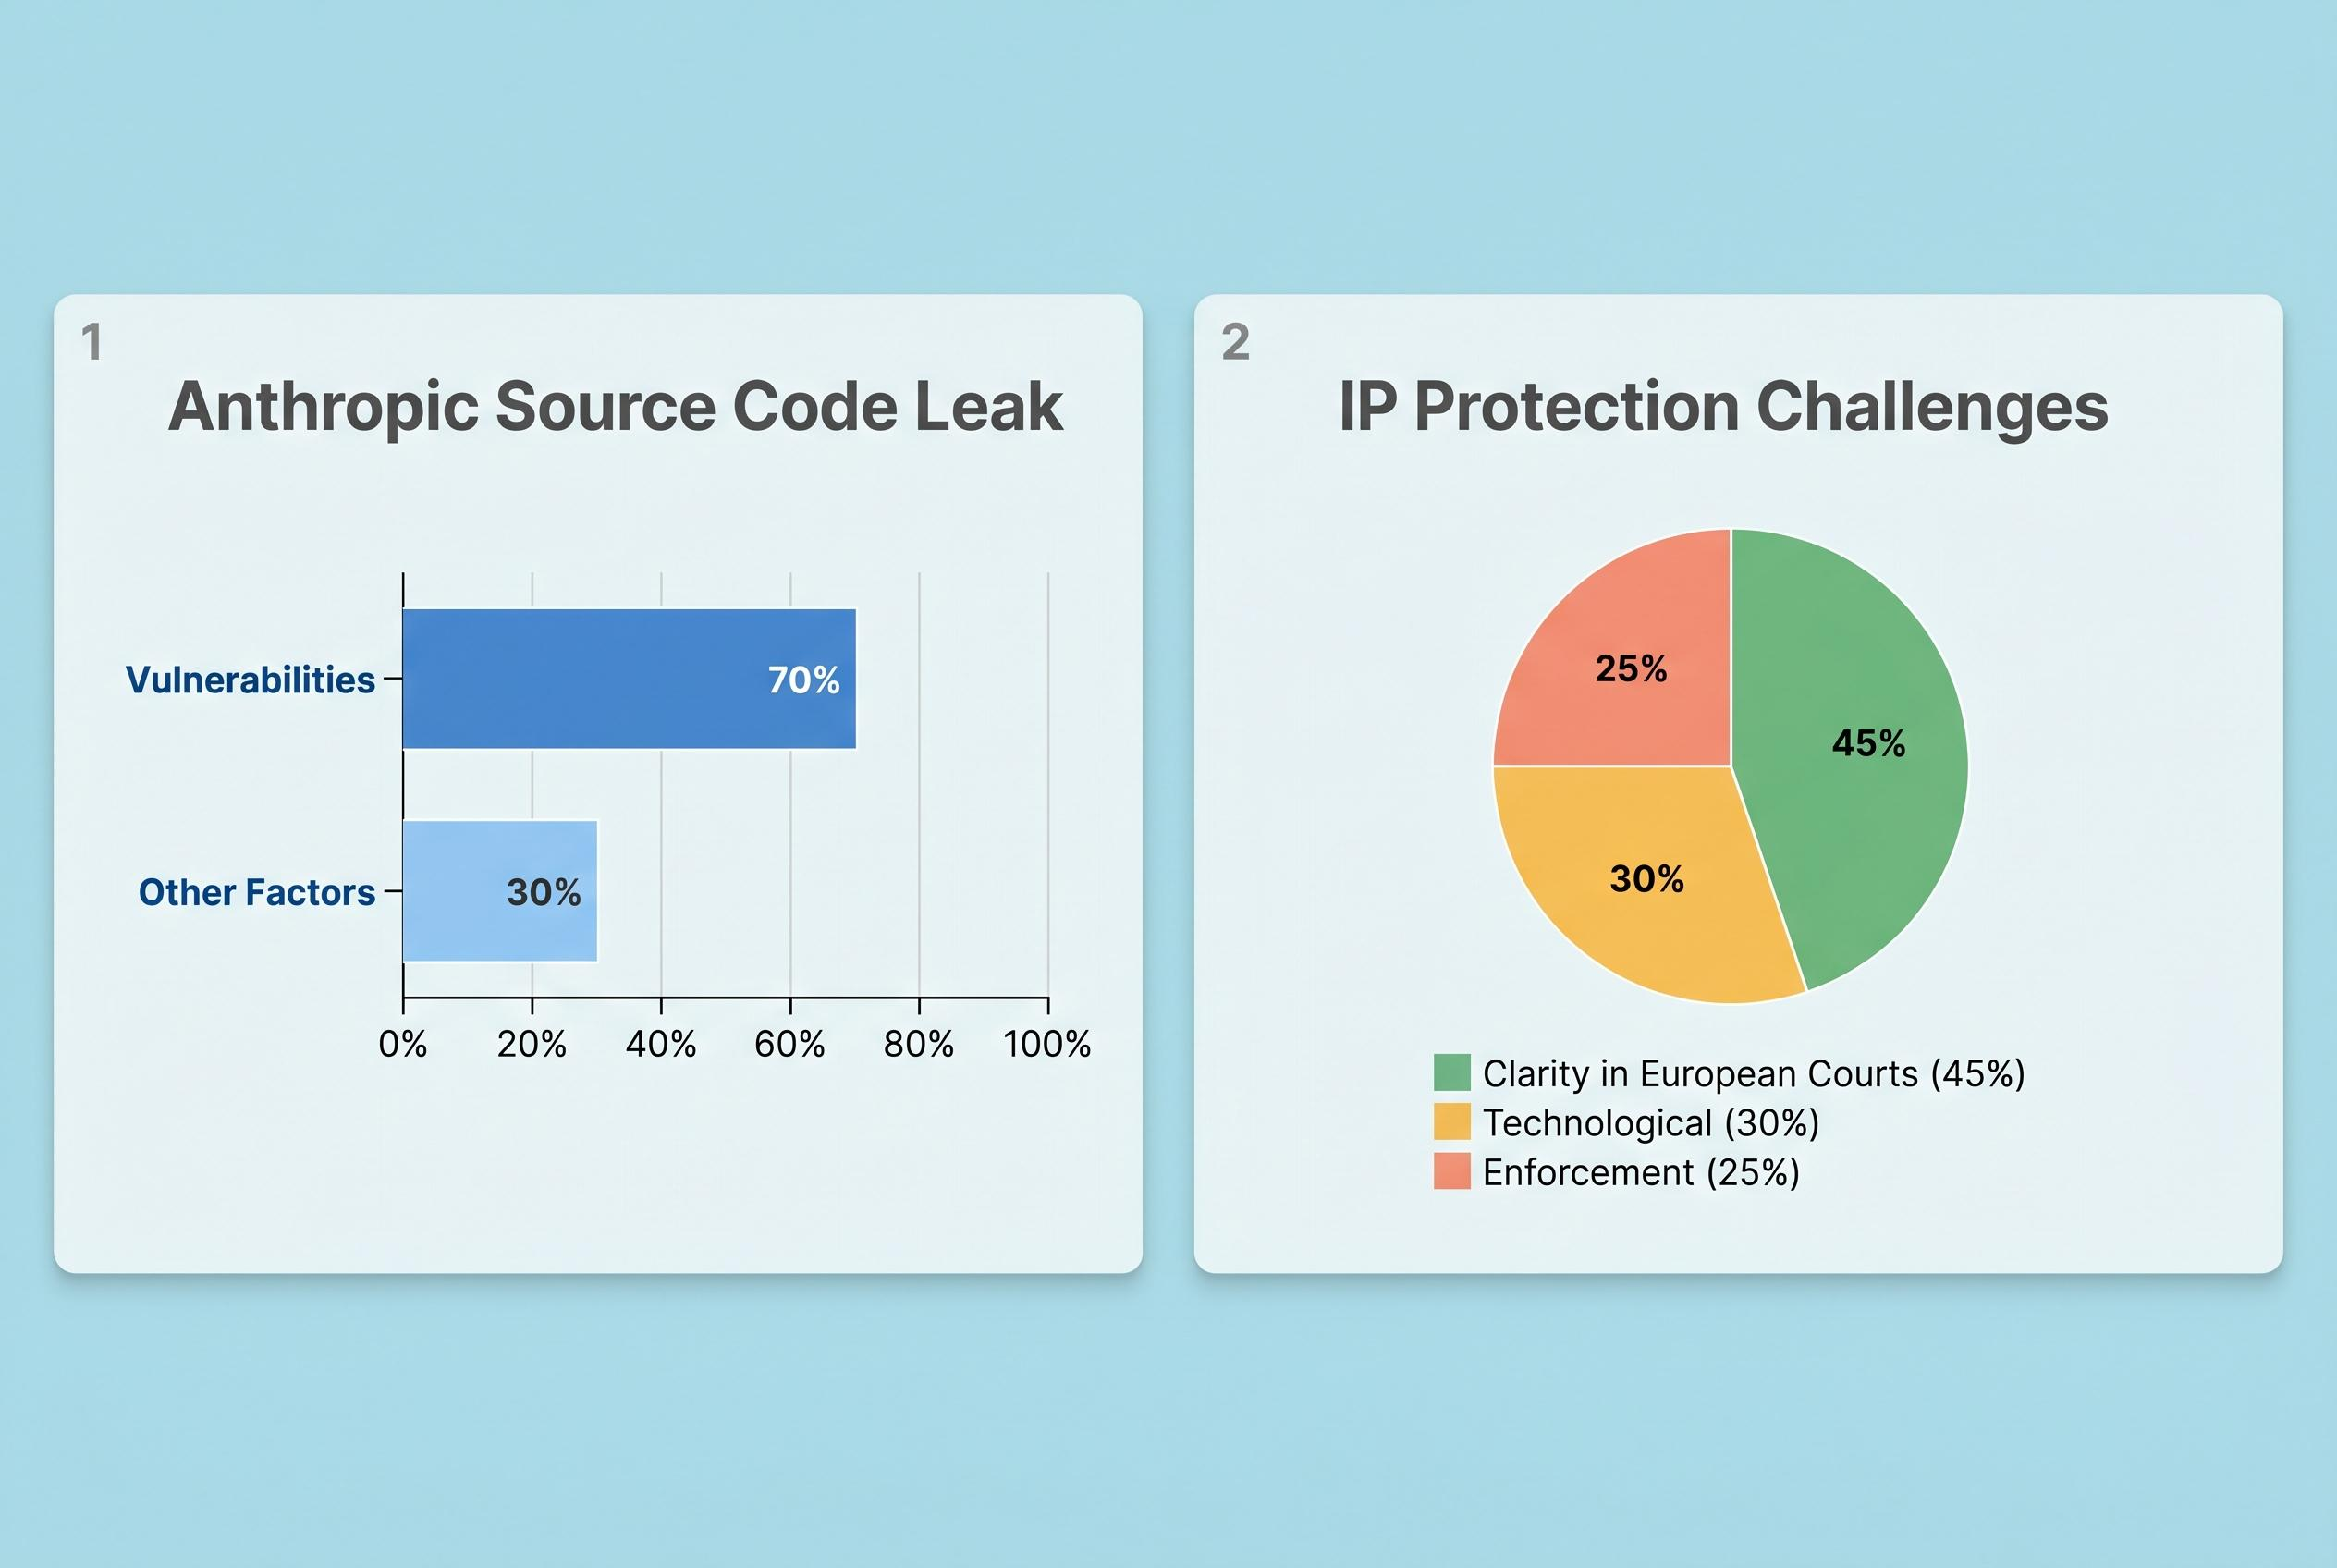 1
Anthropic Source Code Leak
Vulnerabilities
70%
Other Factors
30%
0% 20% 40% 60% 80% 100%
2
IP Protection Challenges
25%
45%
30%
Clarity in European Courts (45%)
Technological (30%)
Enforcement (25%)